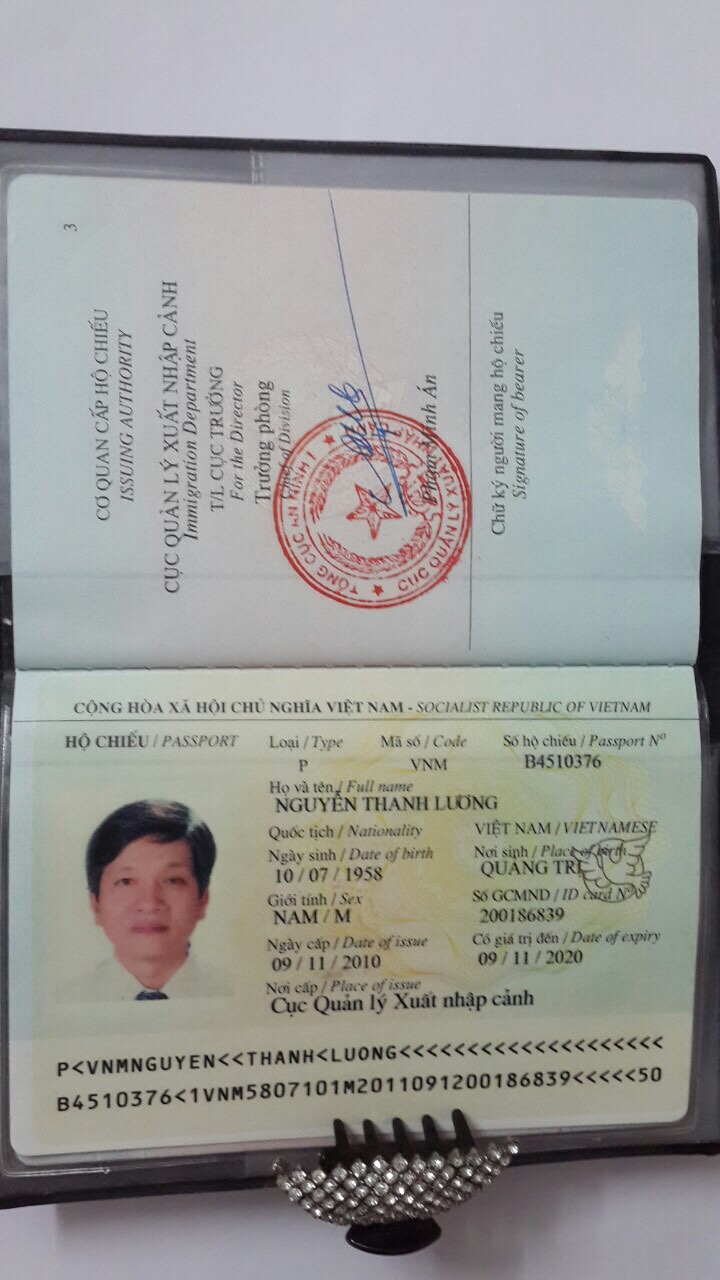 3
CƠ QUAN CẤP HỘ CHIẾU
ISSUING AUTHORITY
CỤC QUẢN LÝ XUẤT NHẬP CẢNH
Immigration Department
T/L CỤC TRƯỞNG
For the Director
Trưởng phòng
Chief of Division
TỔNG CỤC AN NINH I
CỤC QUẢN LÝ XUẤT NHẬP CẢNH
Phạm Minh Án
Chữ ký người mang hộ chiếu
Signature of bearer
CỘNG HÒA XÃ HỘI CHỦ NGHĨA VIỆT NAM - SOCIALIST REPUBLIC OF VIETNAM
HỘ CHIẾU / PASSPORT Loại / Type Mã số / Code Số hộ chiếu / Passport Nº
P VNM B4510376
Họ và tên / Full name
NGUYỄN THANH LƯƠNG
Quốc tịch / Nationality VIỆT NAM / VIETNAMESE
Ngày sinh / Date of birth Nơi sinh / Place of birth
10 / 07 / 1958 QUẢNG TRỊ
Giới tính / Sex Số GCMND / ID card Nº
NAM / M 200186839
Ngày cấp / Date of issue Có giá trị đến / Date of expiry
09 / 11 / 2010 09 / 11 / 2020
Nơi cấp / Place of issue
Cục Quản lý Xuất nhập cảnh
P<VNMNGUYEN<<THANH<LUONG<<<<<<<<<<<<<<<<<<<<
B4510376<1VNM5807101M2011091200186839<<<<<50